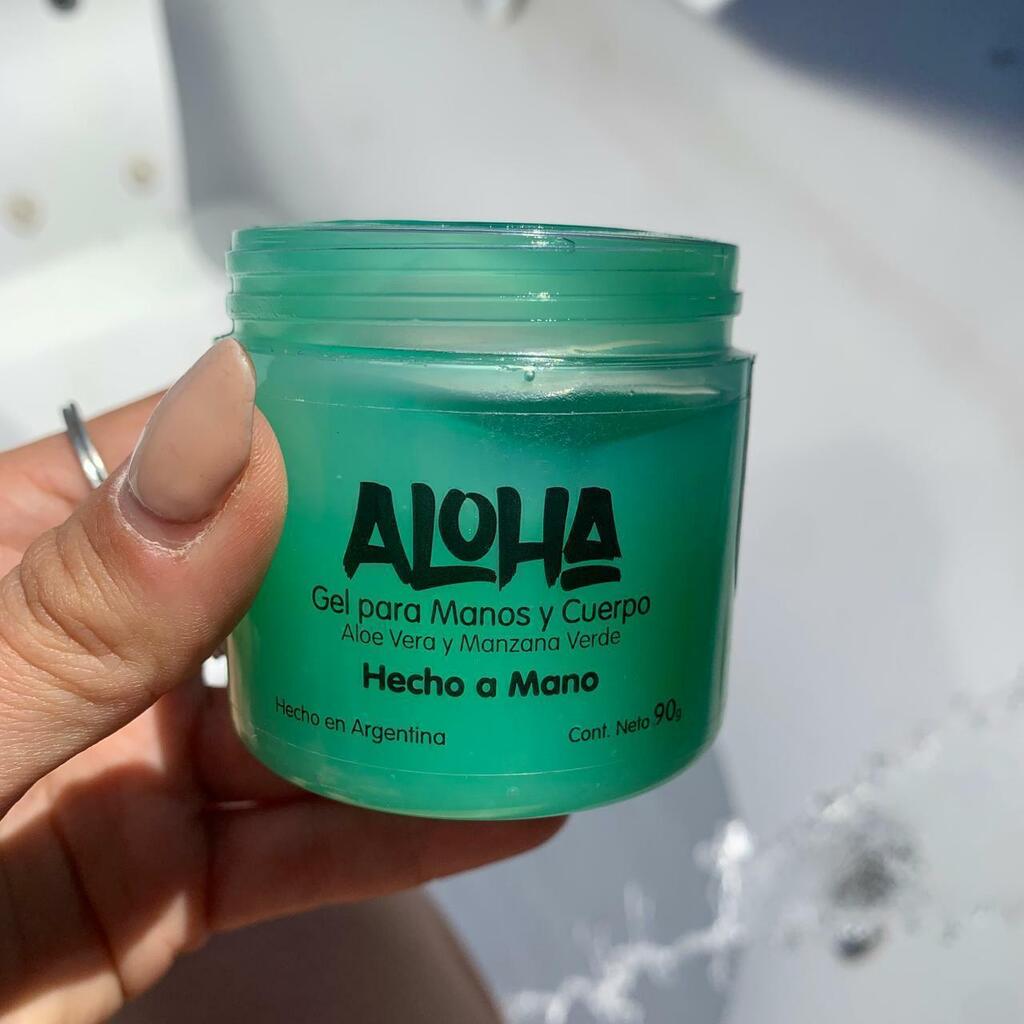 ALOHA
Gel para Manos y Cuerpo
Aloe Vera y Manzana Verde
Hecho a Mano
Hecho en Argentina
Cont. Neto 90g